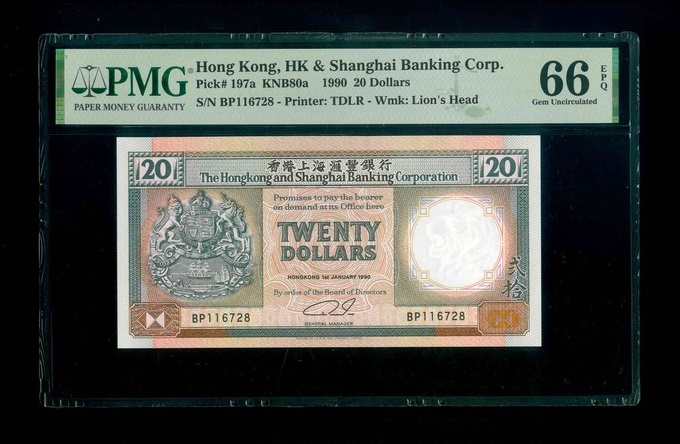 PMG®
PAPER MONEY GUARANTY
Hong Kong, HK & Shanghai Banking Corp.
Pick# 197a KNB80a 1990 20 Dollars
S/N BP116728 - Printer: TDLR - Wmk: Lion's Head
66 EPQ
Gem Uncirculated
20
香港上海滙豐銀行
20
The Hongkong and Shanghai Banking Corporation
Promises to pay the bearer
on demand at its Office here
TWENTY
DOLLARS
HONGKONG 1st JANUARY 1990
By order of the Board of Directors
貳拾
GENERAL MANAGER
BP116728
BP116728